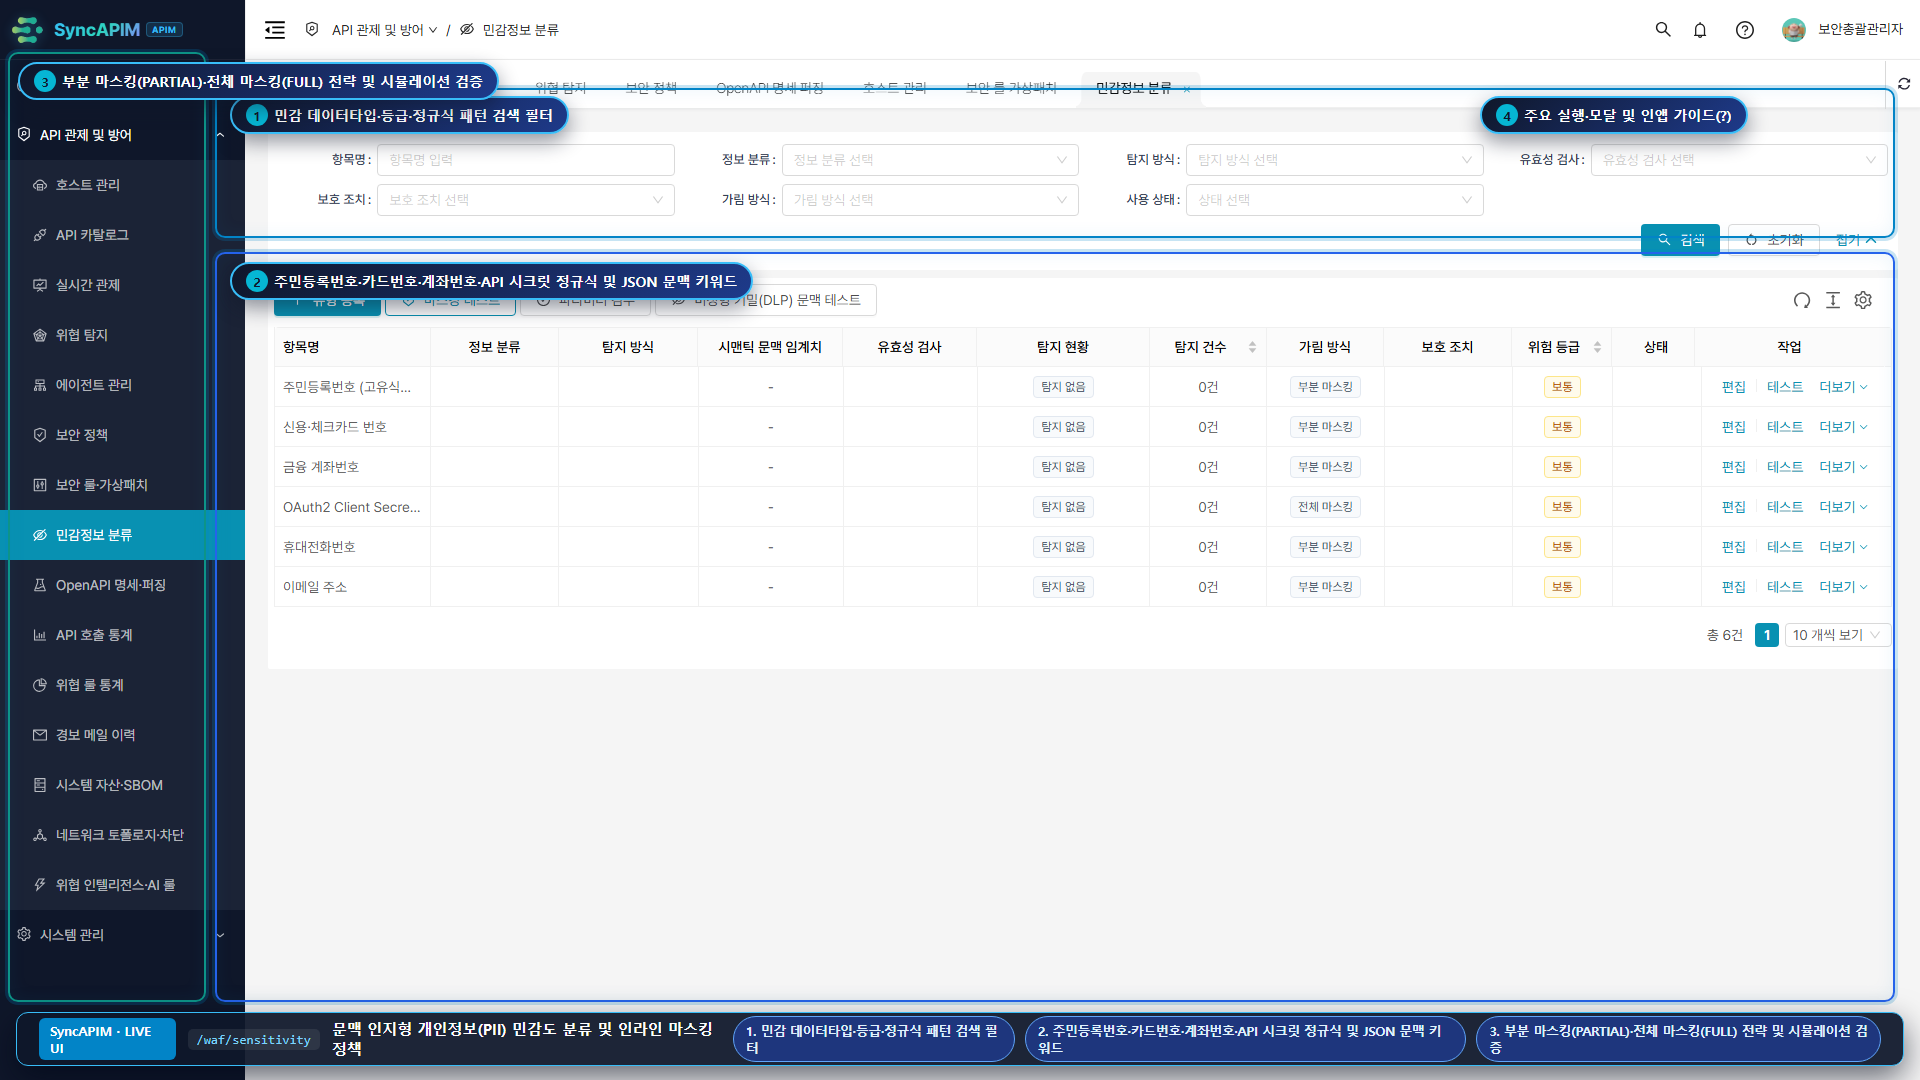 SyncAPIM APIM
API 관제 및 방어 / 민감정보 분류
보안총괄관리자
3 부분 마스킹(PARTIAL)·전체 마스킹(FULL) 전략 및 시뮬레이션 검증
위협 탐지 보안 정책 OpenAPI 명세·퍼징 호스트 관리 보안 룰·가상패치 민감정보 분류
1 민감 데이터타입·등급·정규식 패턴 검색 필터
4 주요 실행·모달 및 인앱 가이드(?)
API 관제 및 방어
호스트 관리
API 카탈로그
실시간 관제
위협 탐지
에이전트 관리
보안 정책
보안 룰·가상패치
민감정보 분류
OpenAPI 명세·퍼징
API 호출 통계
위협 룰 통계
경보 메일 이력
시스템 자산·SBOM
네트워크 토폴로지·차단
위협 인텔리전스·AI 룰
시스템 관리
항목명: 항목명 입력 정보 분류: 정보 분류 선택 탐지 방식: 탐지 방식 선택 유효성 검사: 유효성 검사 선택
보호 조치: 보호 조치 선택 가림 방식: 가림 방식 선택 사용 상태: 상태 선택
검색 초기화 접기
2 주민등록번호·카드번호·계좌번호·API 시크릿 정규식 및 JSON 문맥 키워드
유형 등록 마스킹 테스트 파라미터 검수 비정형 기밀(DLP) 문맥 테스트
항목명 정보 분류 탐지 방식 시맨틱 문맥 임계치 유효성 검사 탐지 현황 탐지 건수 가림 방식 보호 조치 위험 등급 상태 작업
주민등록번호 (고유식... - 탐지 없음 0건 부분 마스킹 보통 편집 테스트 더보기
신용·체크카드 번호 - 탐지 없음 0건 부분 마스킹 보통 편집 테스트 더보기
금융 계좌번호 - 탐지 없음 0건 부분 마스킹 보통 편집 테스트 더보기
OAuth2 Client Secre... - 탐지 없음 0건 전체 마스킹 보통 편집 테스트 더보기
휴대전화번호 - 탐지 없음 0건 부분 마스킹 보통 편집 테스트 더보기
이메일 주소 - 탐지 없음 0건 부분 마스킹 보통 편집 테스트 더보기
총 6건 1 10 개씩 보기
SyncAPIM · LIVE
UI
/waf/sensitivity
문맥 인지형 개인정보(PII) 민감도 분류 및 인라인 마스킹
정책
1. 민감 데이터타입·등급·정규식 패턴 검색 필
터
2. 주민등록번호·카드번호·계좌번호·API 시크릿 정규식 및 JSON 문맥 키
워드
3. 부분 마스킹(PARTIAL)·전체 마스킹(FULL) 전략 및 시뮬레이션 검
증